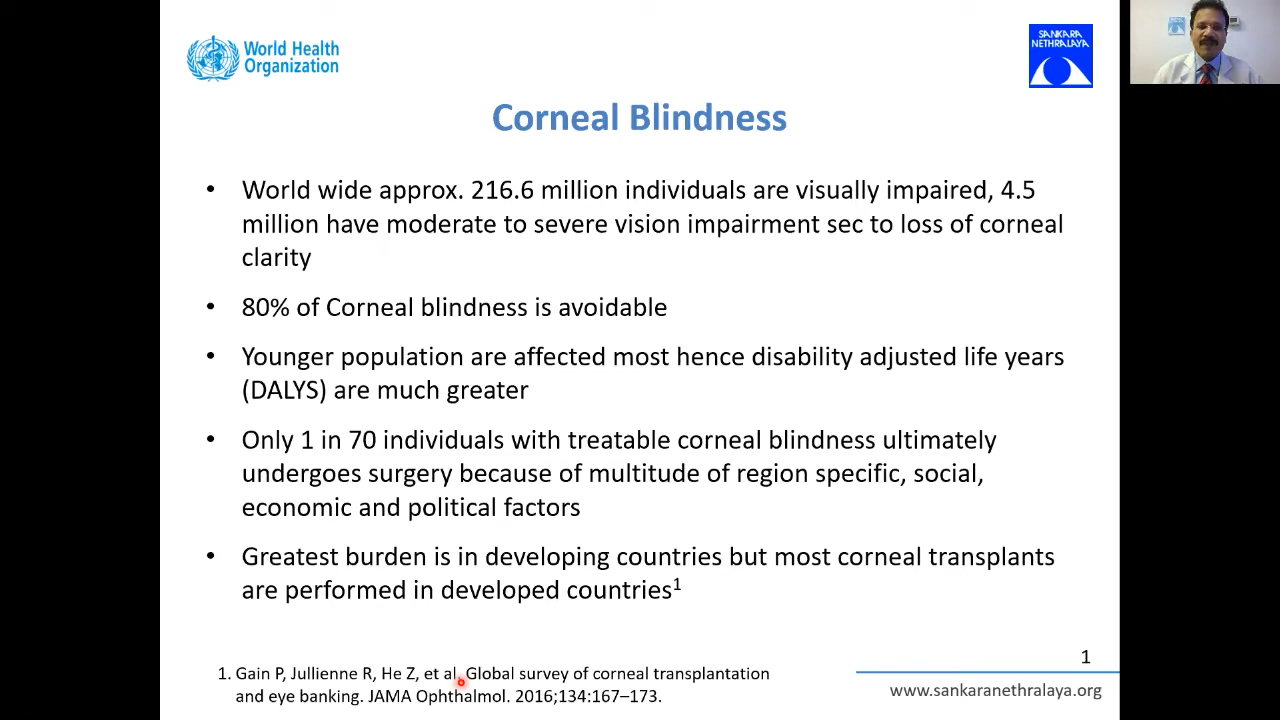 World Health
Organization
SANKARA
NETHRALAYA
Corneal Blindness
• World wide approx. 216.6 million individuals are visually impaired, 4.5
million have moderate to severe vision impairment sec to loss of corneal
clarity
• 80% of Corneal blindness is avoidable
• Younger population are affected most hence disability adjusted life years
(DALYS) are much greater
• Only 1 in 70 individuals with treatable corneal blindness ultimately
undergoes surgery because of multitude of region specific, social,
economic and political factors
• Greatest burden is in developing countries but most corneal transplants
are performed in developed countries¹
1. Gain P, Jullienne R, He Z, et al. Global survey of corneal transplantation
and eye banking. JAMA Ophthalmol. 2016;134:167–173.
1
www.sankaranethralaya.org